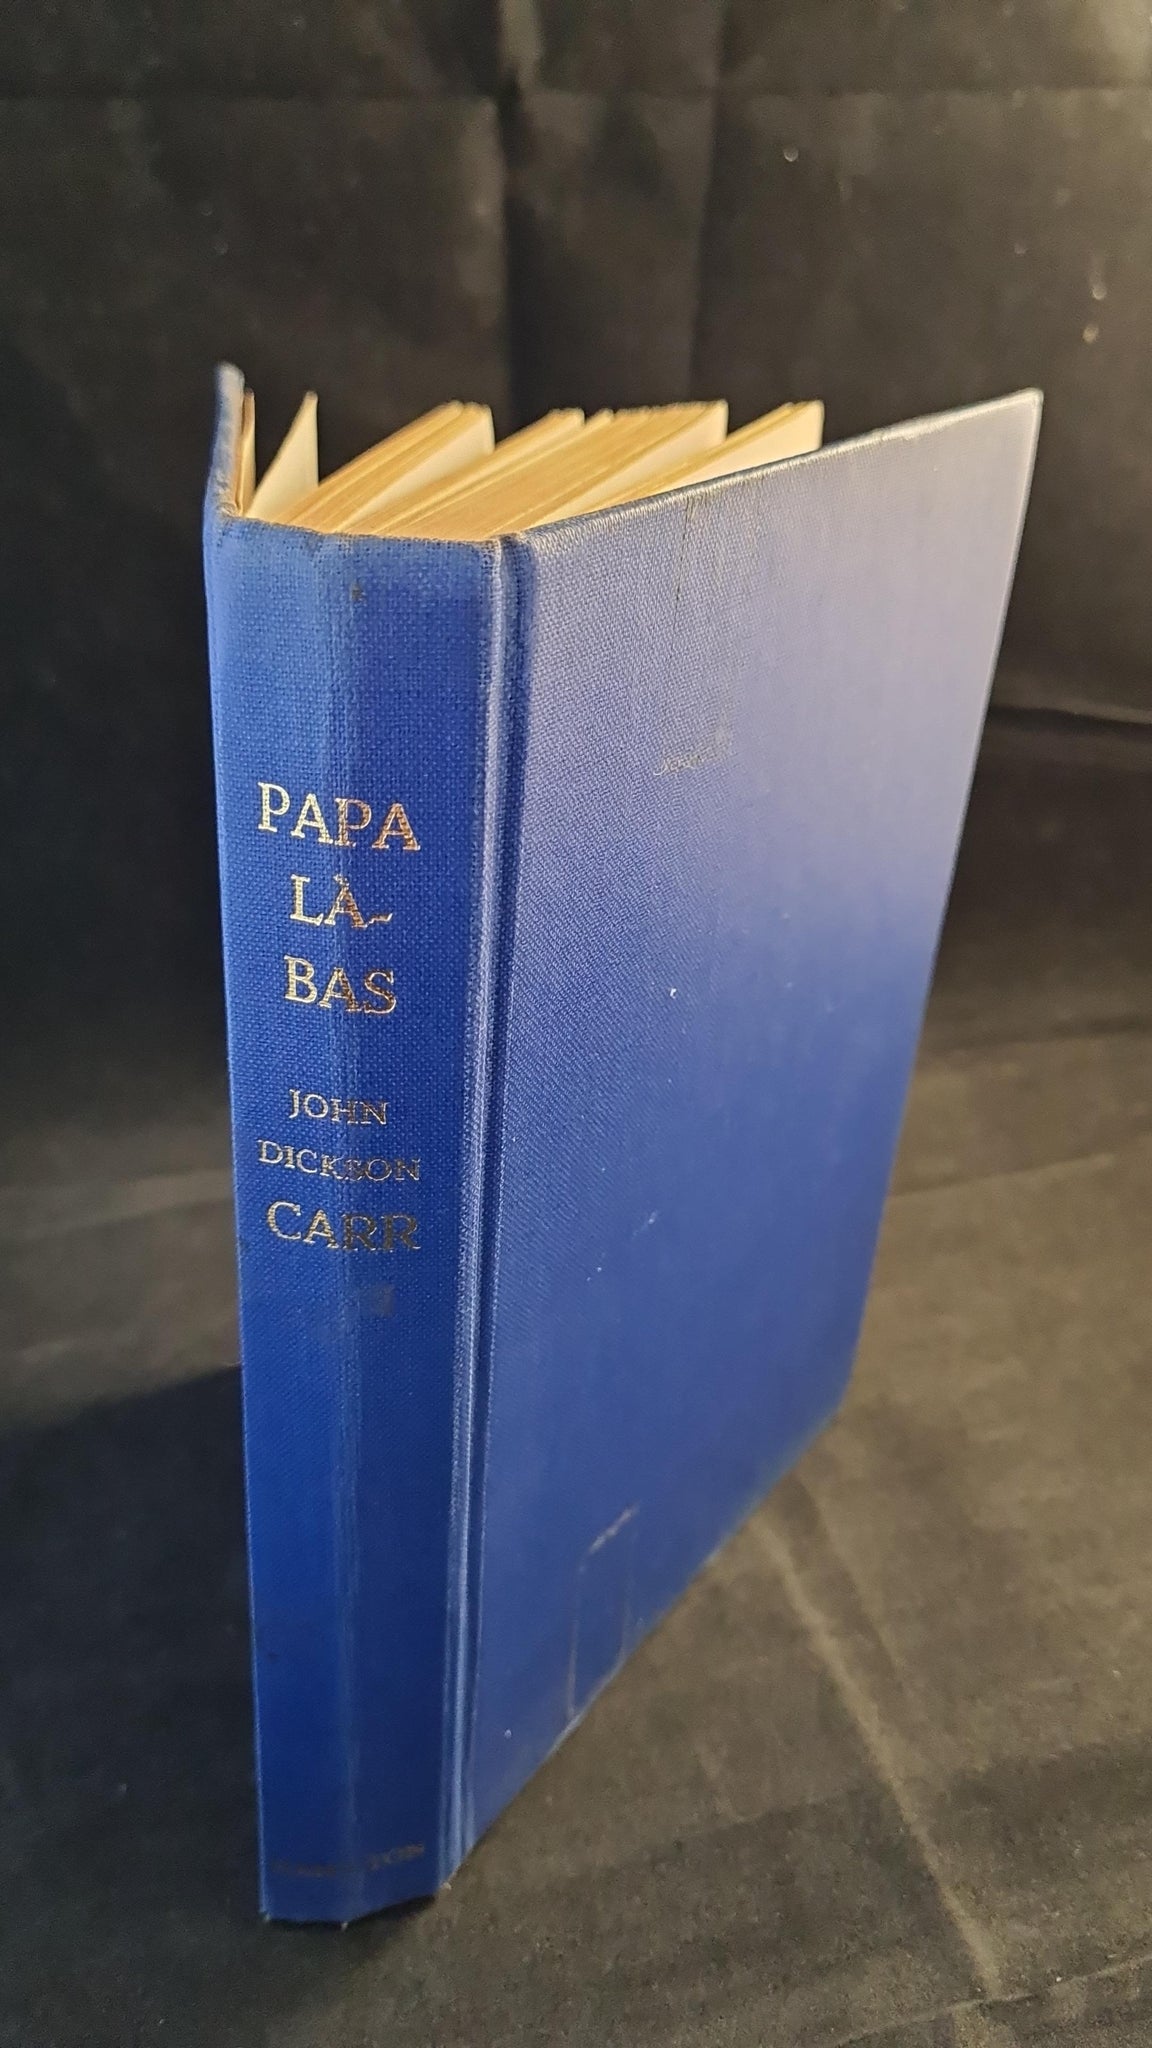 PAPA
LÀ-
BAS
JOHN
DICKSON
CARR